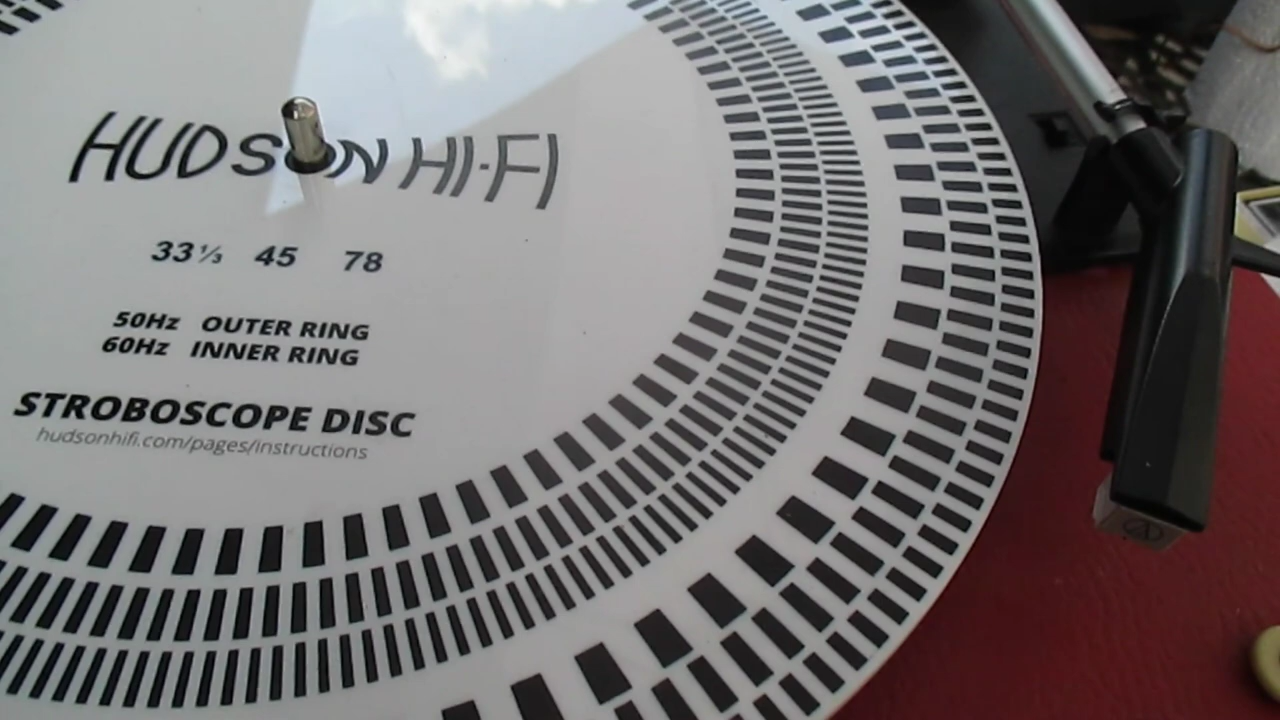 HUDSON HI-FI
33⅓ 45 78
50Hz OUTER RING
60Hz INNER RING
STROBOSCOPE DISC
hudsonhifi.com/pages/instructions